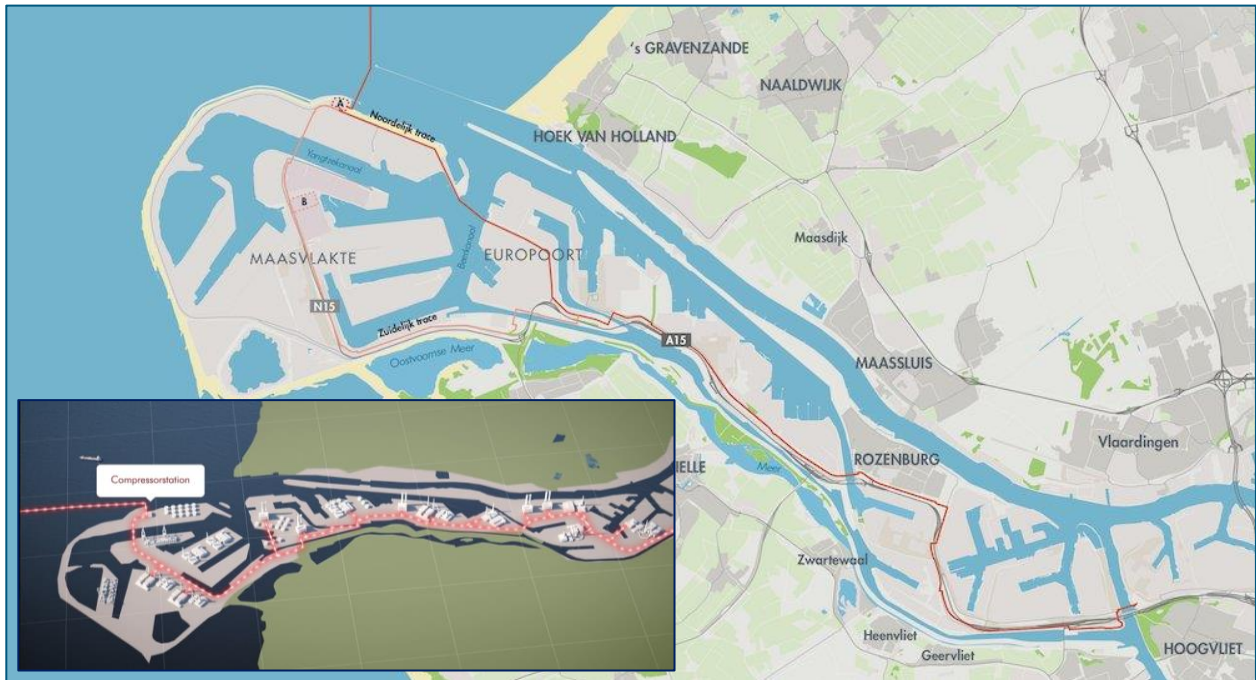 's GRAVENZANDE
NAALDWIJK
A
Noordelijk trace
HOEK VAN HOLLAND
Yangtzekanaal
B
Maasdijk
Beerkanaal
MAASVLAKTE
EUROPOORT
N15
Zuidelijk trace
A15
Oostvoornse Meer
MAASSLUIS
Vlaardingen
ROZENBURG
IELLE
Meer
Compressorstation
Zwartewaal
Heenvliet
Geervliet
HOOGVLIET